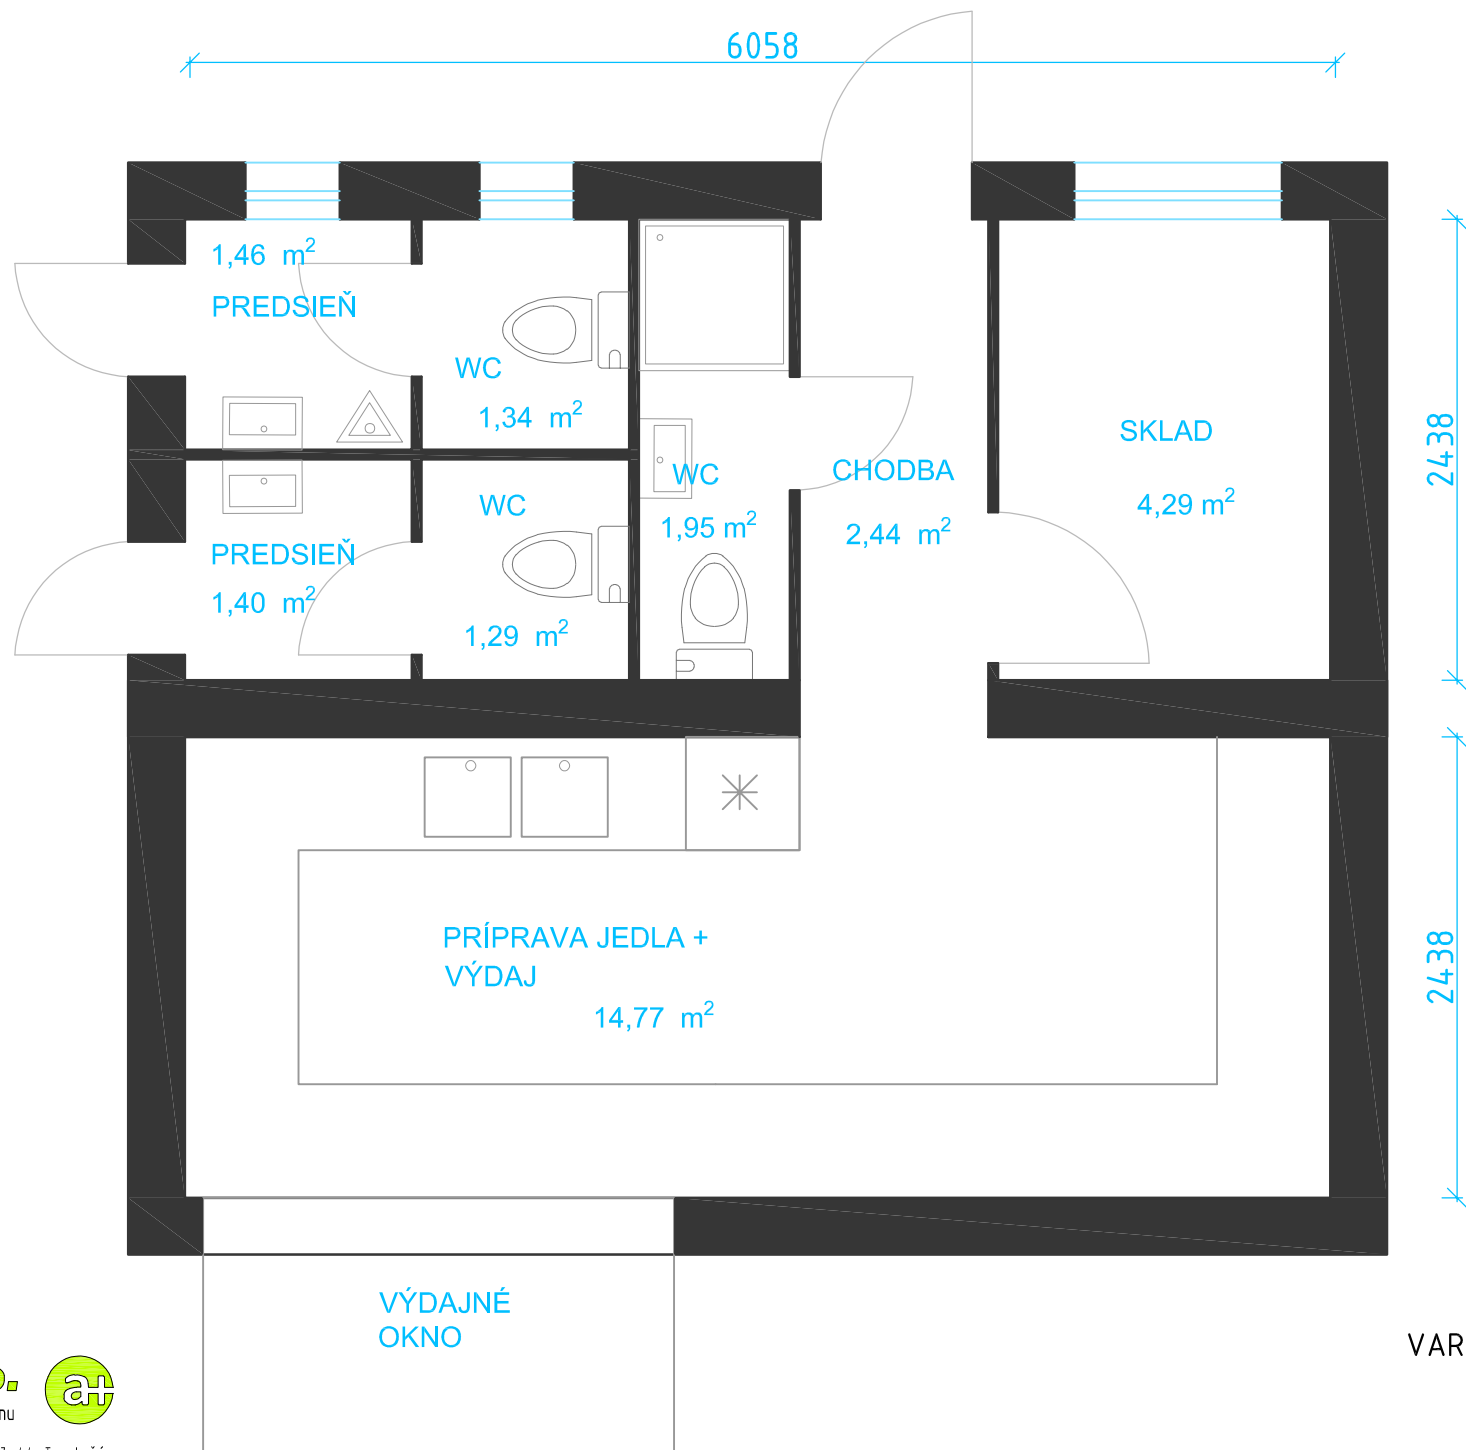 6058
1,46 m²
PREDSIEŇ
WC
1,34 m²
SKLAD
4,29 m²
2438
WC
1,95 m²
CHODBA
2,44 m²
WC
PREDSIEŇ
1,40 m²
1,29 m²
PRÍPRAVA JEDLA +
VÝDAJ
14,77 m²
2438
VÝDAJNÉ
OKNO
VAR
a+
nu